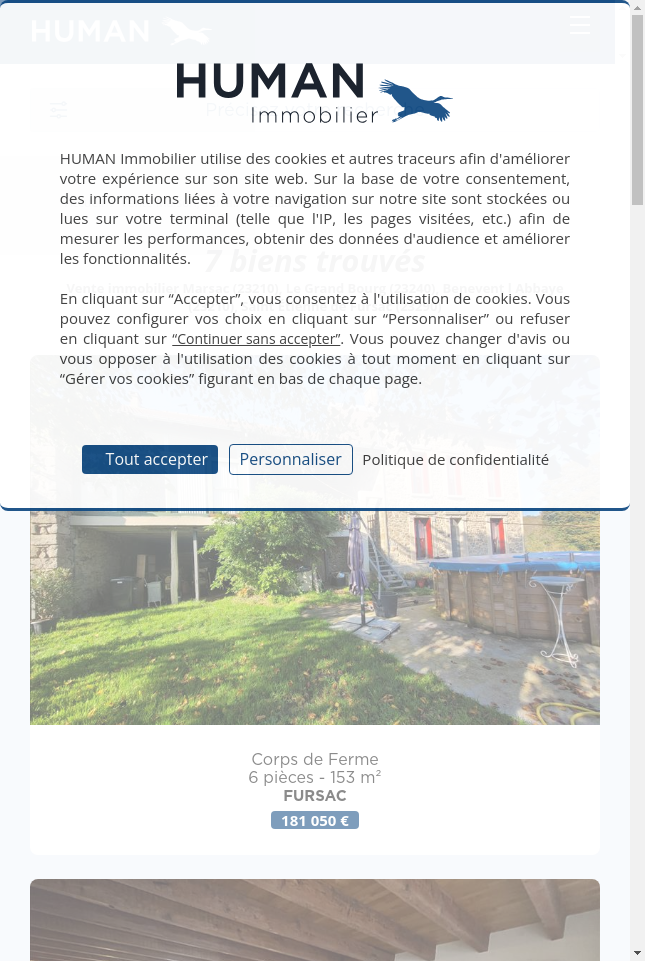 HUMAN
HUMAN
Immobilier
HUMAN Immobilier utilise des cookies et autres traceurs afin d'améliorer
votre expérience sur son site web. Sur la base de votre consentement,
des informations liées à votre navigation sur notre site sont stockées ou
lues sur votre terminal (telle que l'IP, les pages visitées, etc.) afin de
mesurer les performances, obtenir des données d'audience et améliorer
les fonctionnalités.
7 biens trouvés
Vente immobilier Marsac (23210), Le Grand Bourg (23240), Bénévent l Abbaye
En cliquant sur “Accepter”, vous consentez à l'utilisation de cookies. Vous
pouvez configurer vos choix en cliquant sur “Personnaliser” ou refuser
en cliquant sur “Continuer sans accepter”. Vous pouvez changer d'avis ou
vous opposer à l'utilisation des cookies à tout moment en cliquant sur
“Gérer vos cookies” figurant en bas de chaque page.
Tout accepter Personnaliser Politique de confidentialité
Corps de Ferme
6 pièces - 153 m²
FURSAC
181 050 €